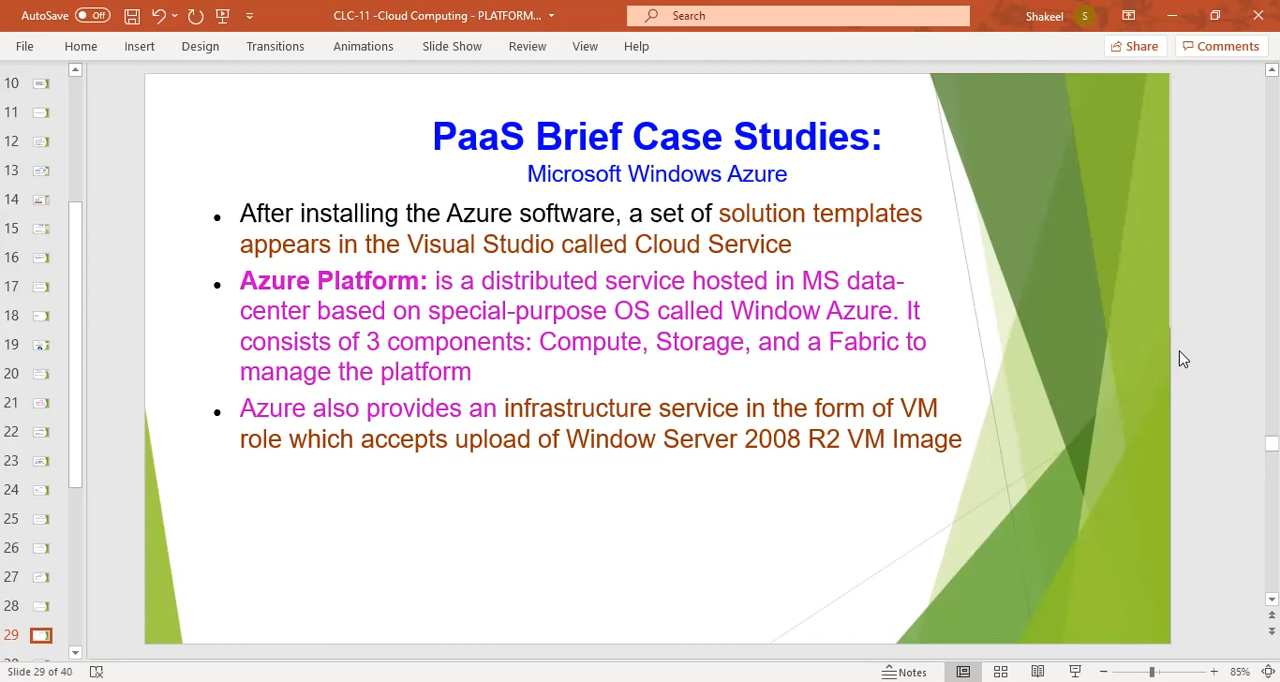 AutoSave Off CLC-11 -Cloud Computing - PLATFORM... Search Shakeel S
File Home Insert Design Transitions Animations Slide Show Review View Help Share Comments
10
11
12
13
14
15
16
17
18
19
20
21
22
23
24
25
26
27
28
29
PaaS Brief Case Studies:
Microsoft Windows Azure
• After installing the Azure software, a set of solution templates
appears in the Visual Studio called Cloud Service
• Azure Platform: is a distributed service hosted in MS data-
center based on special-purpose OS called Window Azure. It
consists of 3 components: Compute, Storage, and a Fabric to
manage the platform
• Azure also provides an infrastructure service in the form of VM
role which accepts upload of Window Server 2008 R2 VM Image
Slide 29 of 40 Notes 85%